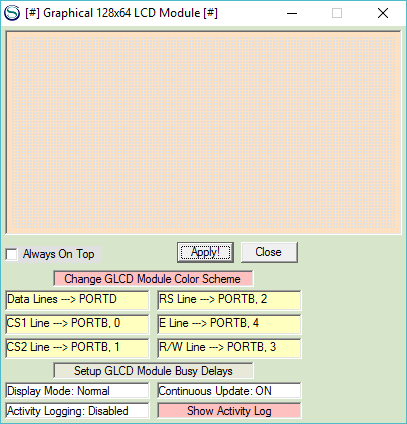 [#] Graphical 128x64 LCD Module [#]
Always On Top
Apply!
Close
Change GLCD Module Color Scheme
Data Lines ---> PORTD
RS Line ---> PORTB, 2
CS1 Line ---> PORTB, 0
E Line ---> PORTB, 4
CS2 Line ---> PORTB, 1
R/W Line ---> PORTB, 3
Setup GLCD Module Busy Delays
Display Mode: Normal
Continuous Update: ON
Activity Logging: Disabled
Show Activity Log